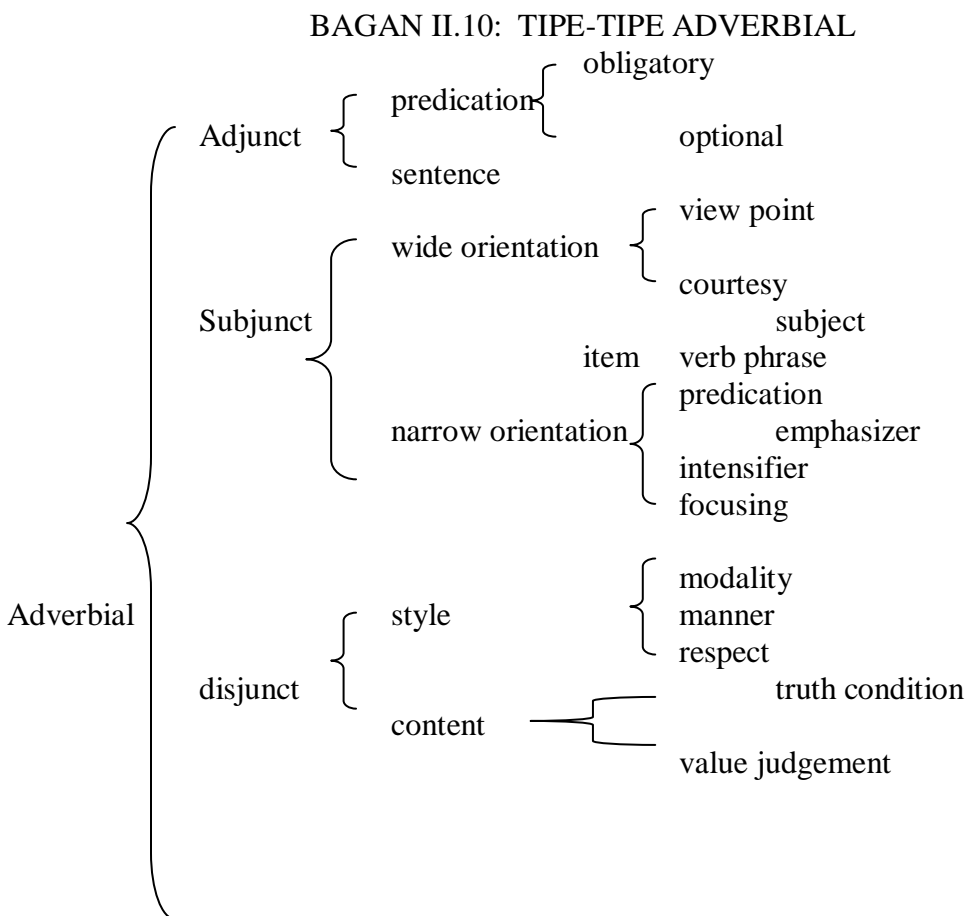 BAGAN II.10: TIPE-TIPE ADVERBIAL
obligatory
predication
Adjunct optional
sentence
view point
wide orientation
courtesy
Subjunct subject
item verb phrase
predication
narrow orientation emphasizer
intensifier
focusing
modality
Adverbial style manner
respect
disjunct truth condition
content
value judgement